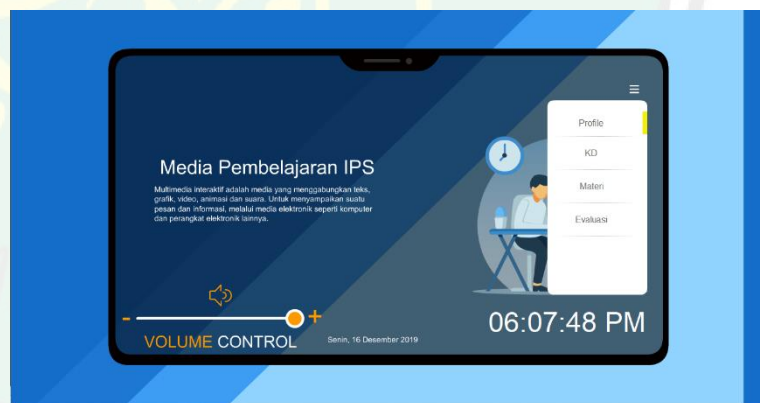 Profile
KD
Materi
Evaluasi
Media Pembelajaran IPS
Multimedia interaktif adalah media yang menggabungkan teks,
grafik, video, animasi dan suara. Untuk menyampaikan suatu
pesan dan informasi, melalui media elektronik seperti komputer
dan perangkat elektronik lainnya.
- +
VOLUME CONTROL
Senin, 16 Desember 2019
06:07:48 PM